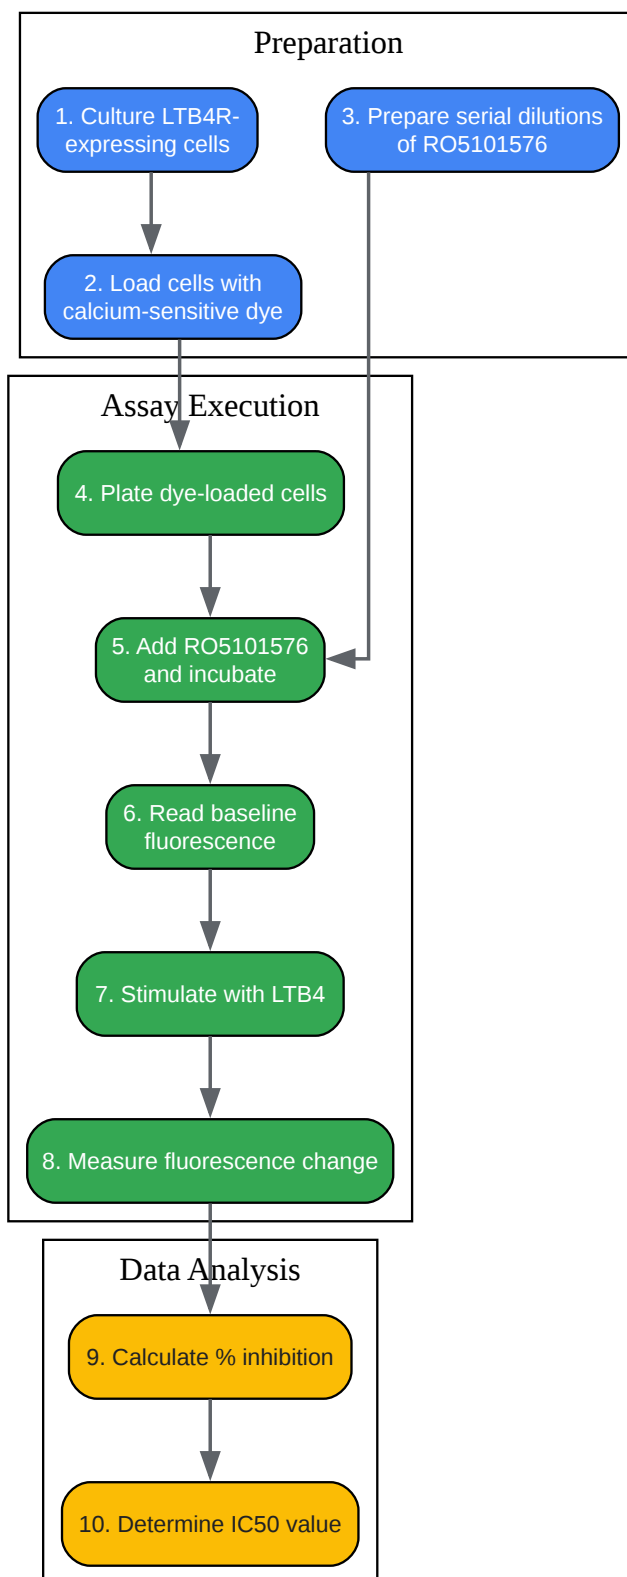 Preparation
1. Culture LTB4R-
expressing cells
3. Prepare serial dilutions
of RO5101576
2. Load cells with
calcium-sensitive dye
Assay Execution
4. Plate dye-loaded cells
5. Add RO5101576
and incubate
6. Read baseline
fluorescence
7. Stimulate with LTB4
8. Measure fluorescence change
Data Analysis
9. Calculate % inhibition
10. Determine IC50 value